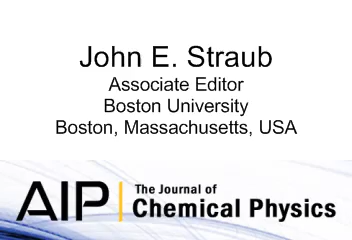 John E. Straub
Associate Editor
Boston University
Boston, Massachusetts, USA
AIP | The Journal of
Chemical Physics